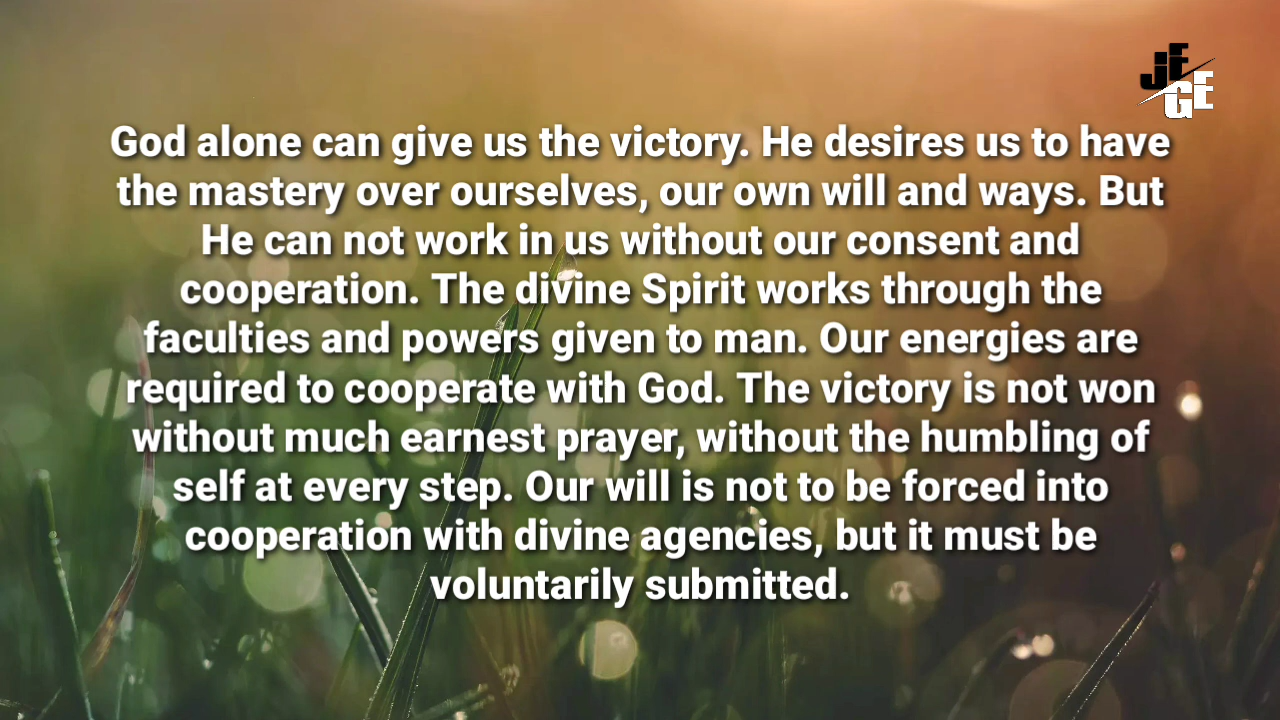 JF
GE
God alone can give us the victory. He desires us to have
the mastery over ourselves, our own will and ways. But
He can not work in us without our consent and
cooperation. The divine Spirit works through the
faculties and powers given to man. Our energies are
required to cooperate with God. The victory is not won
without much earnest prayer, without the humbling of
self at every step. Our will is not to be forced into
cooperation with divine agencies, but it must be
voluntarily submitted.